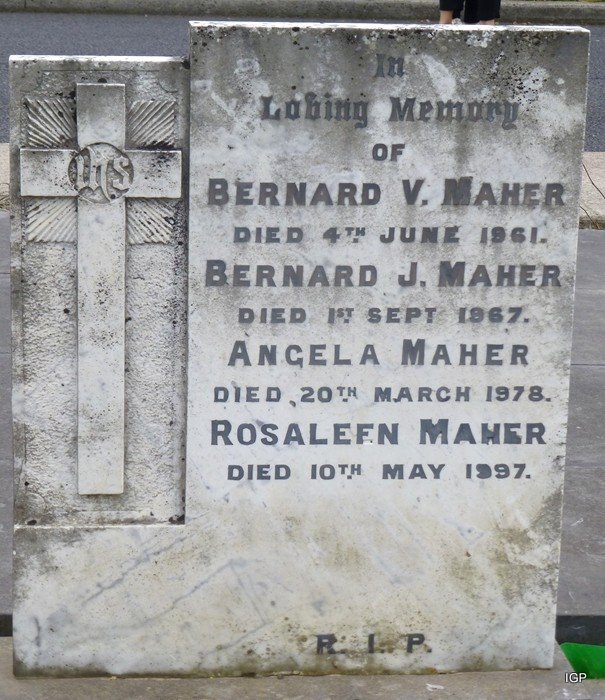 IHS
In
Loving Memory
OF
BERNARD V. MAHER
DIED 4TH JUNE 1961.
BERNARD J. MAHER
DIED 1ST SEPT 1967.
ANGELA MAHER
DIED 20TH MARCH 1978.
ROSALEEN MAHER
DIED 10TH MAY 1997.
R. I. P.
IGP